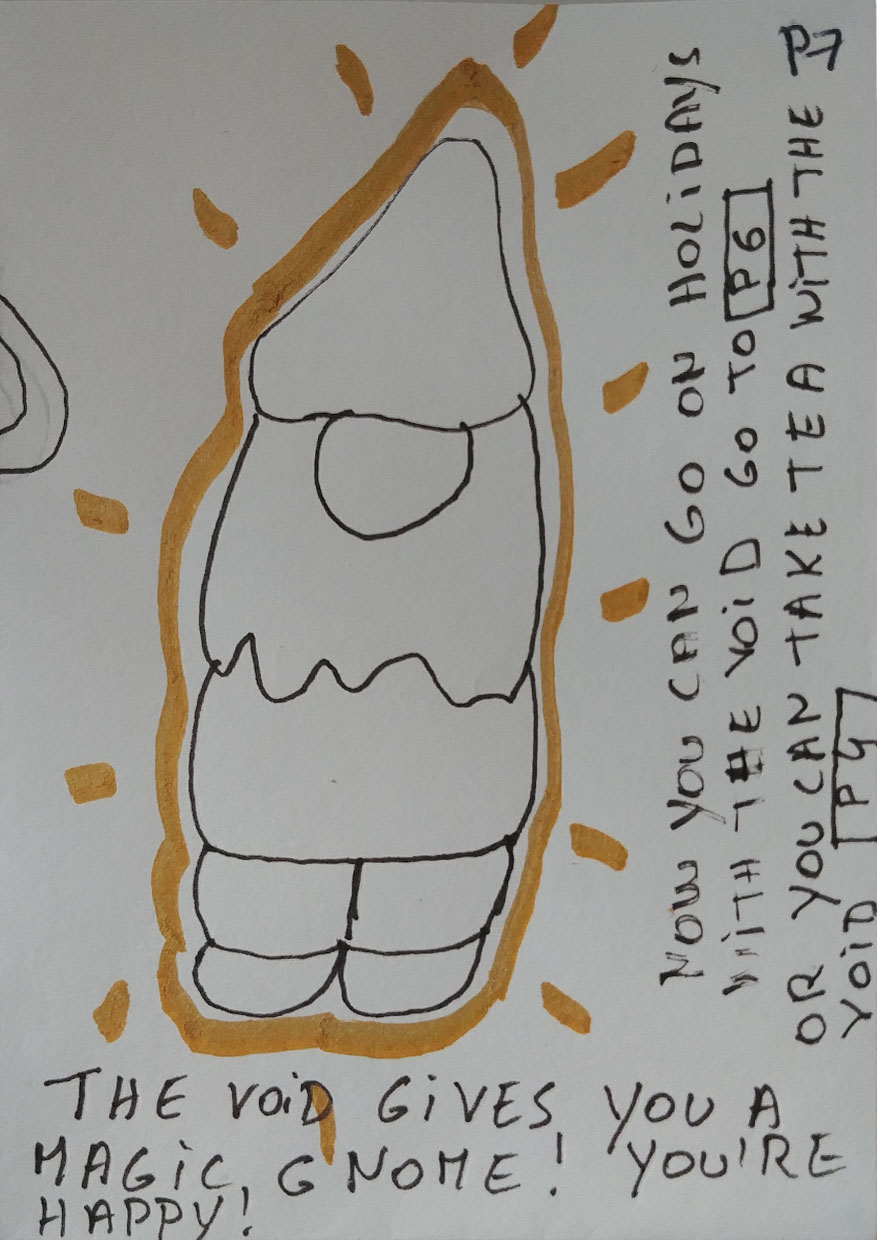 P7
THE VOiD GiVES YOU A
MAGiC, GNOME! YOU'RE
HAPPY!
NOW YOU CAN GO ON HOLiDAYS
WiTH THE VOiD GO TO P6
OR YOU CAN TAKE TEA WiTH THE
VOiD P4